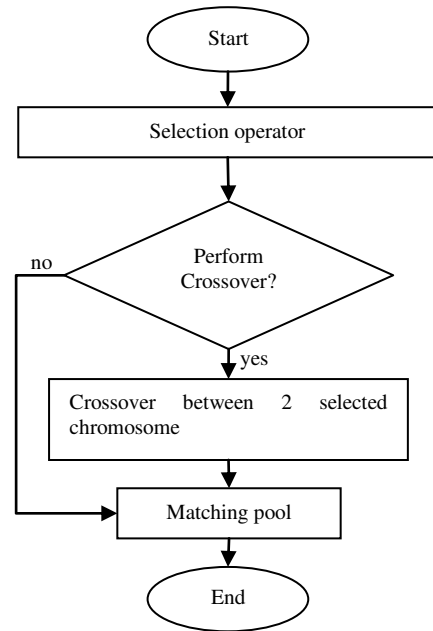 Start
Selection operator
Perform
Crossover?
no
yes
Crossover between 2 selected
chromosome
Matching pool
End